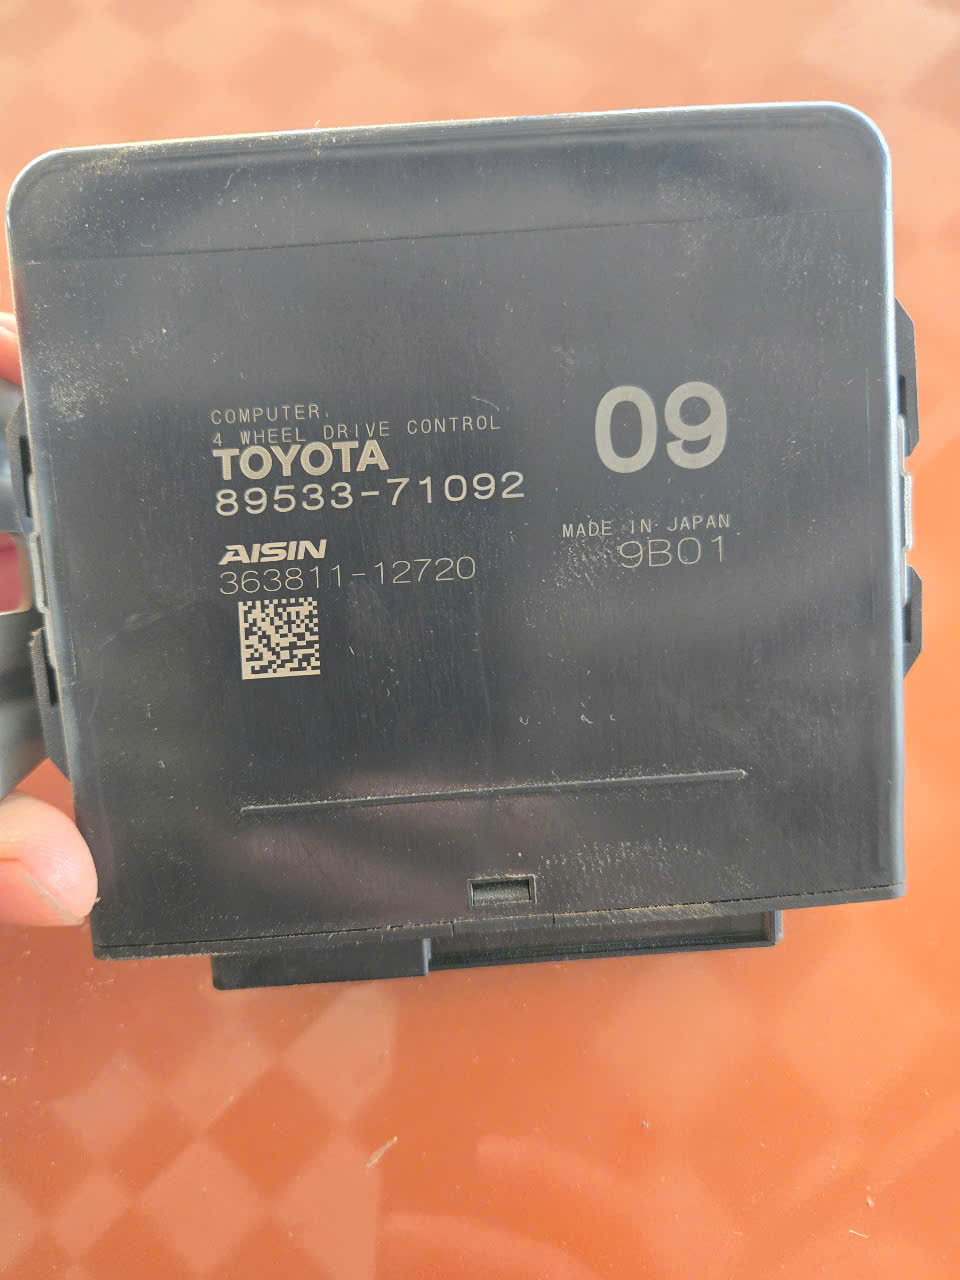 COMPUTER,
4 WHEEL DRIVE CONTROL
TOYOTA
89533-71092
09
MADE IN JAPAN
9B01
AISIN
363811-12720